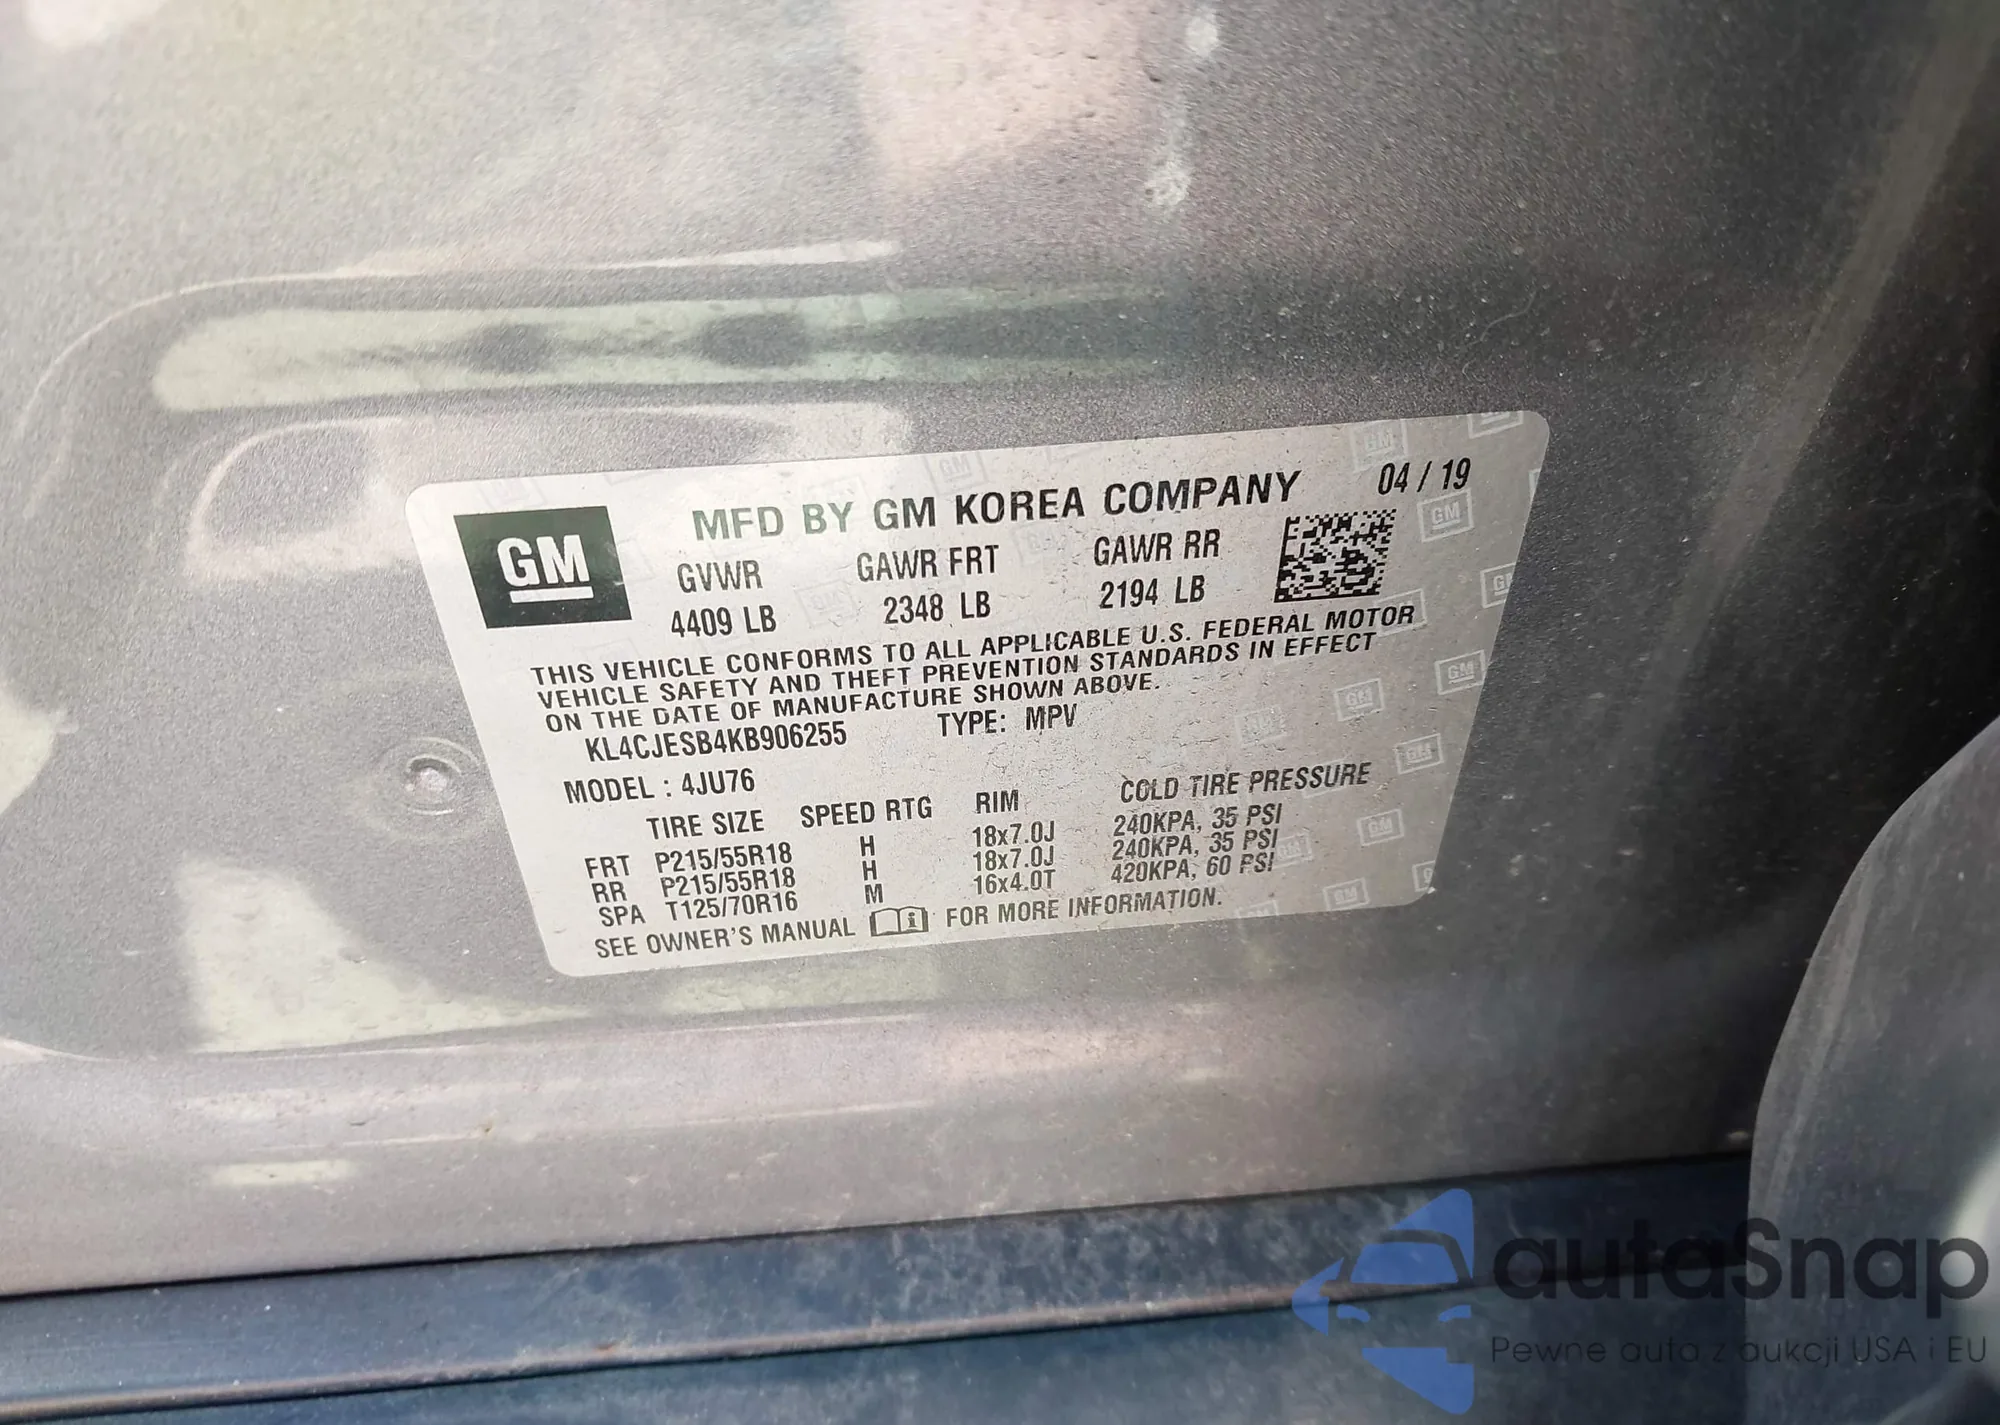 MFD BY GM KOREA COMPANY 04 / 19
GM
GVWR GAWR FRT GAWR RR
4409 LB 2348 LB 2194 LB
THIS VEHICLE CONFORMS TO ALL APPLICABLE U.S. FEDERAL MOTOR
VEHICLE SAFETY AND THEFT PREVENTION STANDARDS IN EFFECT
ON THE DATE OF MANUFACTURE SHOWN ABOVE.
KL4CJESB4KB906255 TYPE: MPV
MODEL : 4JU76
TIRE SIZE SPEED RTG RIM COLD TIRE PRESSURE
FRT P215/55R18 H 18x7.0J 240KPA, 35 PSI
RR P215/55R18 H 18x7.0J 240KPA, 35 PSI
SPA T125/70R16 M 16x4.0T 420KPA, 60 PSI
SEE OWNER'S MANUAL FOR MORE INFORMATION.
autaSnap
Pewne auta z aukcji USA i EU